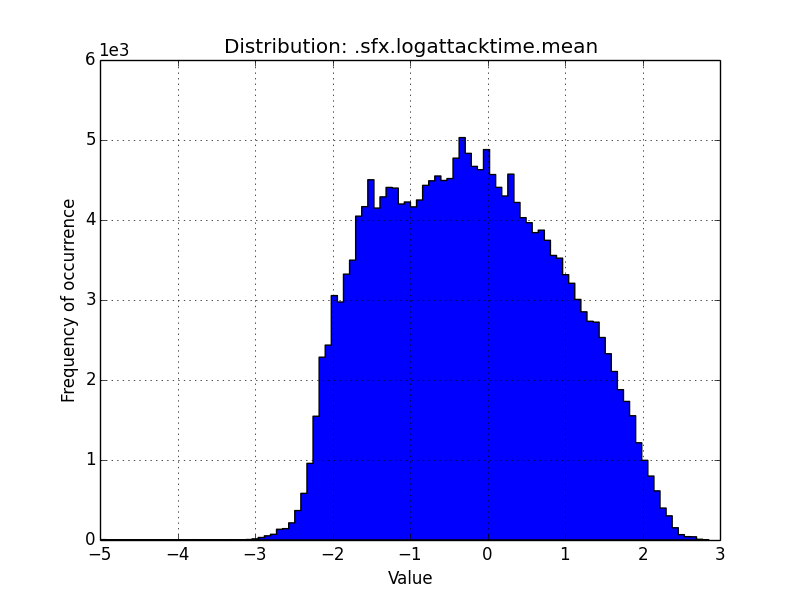 Distribution: .sfx.logattacktime.mean
1e3
6
5
4
3
2
1
0
Frequency of occurrence
−5 −4 −3 −2 −1 0 1 2 3
Value